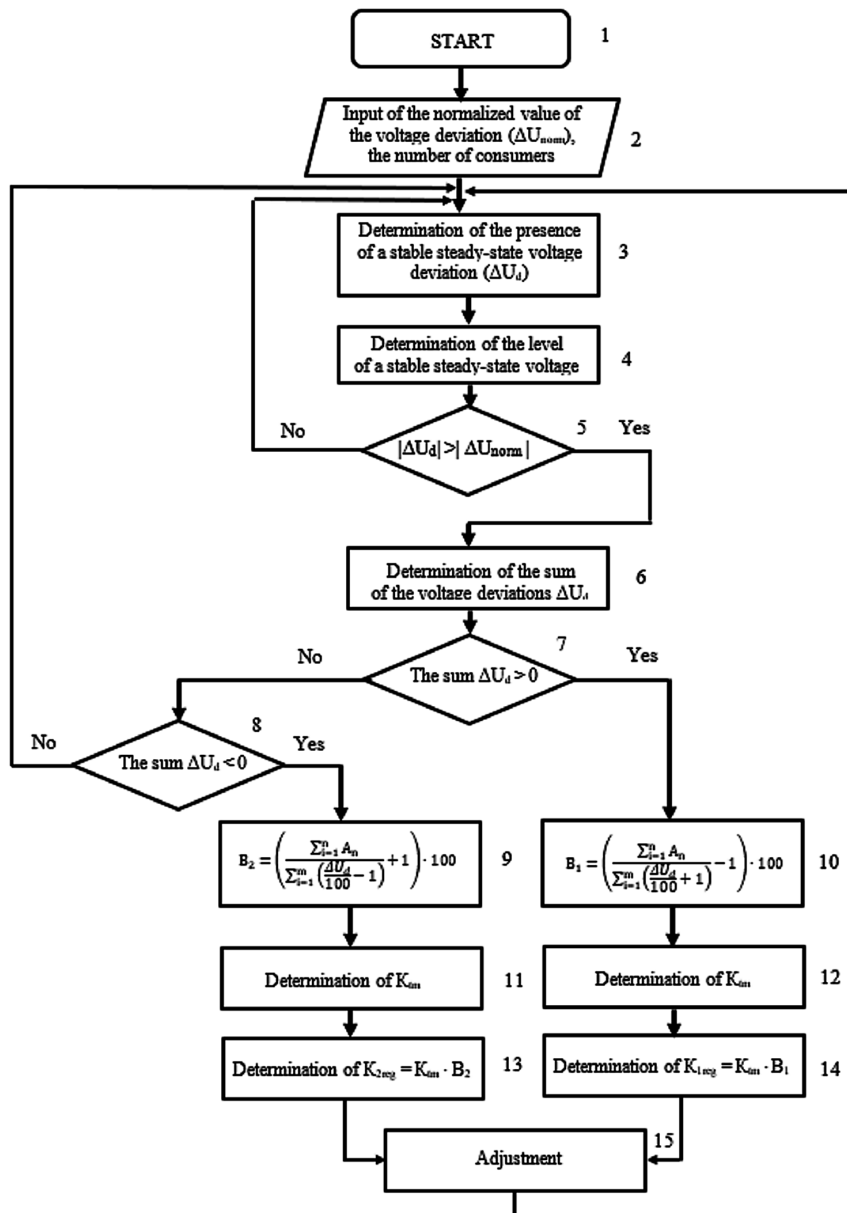 START
1
Input of the normalized value of
the voltage deviation (ΔUnorm),
the number of consumers
2
Determination of the presence
of a stable steady-state voltage
deviation (ΔUd)
3
Determination of the level
of a stable steady-state voltage
4
No
|ΔUd|>| ΔUnorm |
5
Yes
Determination of the sum
of the voltage deviations ΔUd
6
No
The sum ΔUd > 0
7
Yes
No
The sum ΔUd < 0
8
Yes
B₂ = (∑ⁿᵢ₌₁ Aₙ / ∑ᵐᵢ₌₁ (ΔUd/100 − 1) + 1) · 100
9
B₁ = (∑ⁿᵢ₌₁ Aₙ / ∑ᵐᵢ₌₁ (ΔUd/100 + 1) − 1) · 100
10
Determination of Ktm
11
Determination of Ktm
12
Determination of K2reg = Ktm · B₂
13
Determination of K1reg = Ktm · B₁
14
Adjustment
15